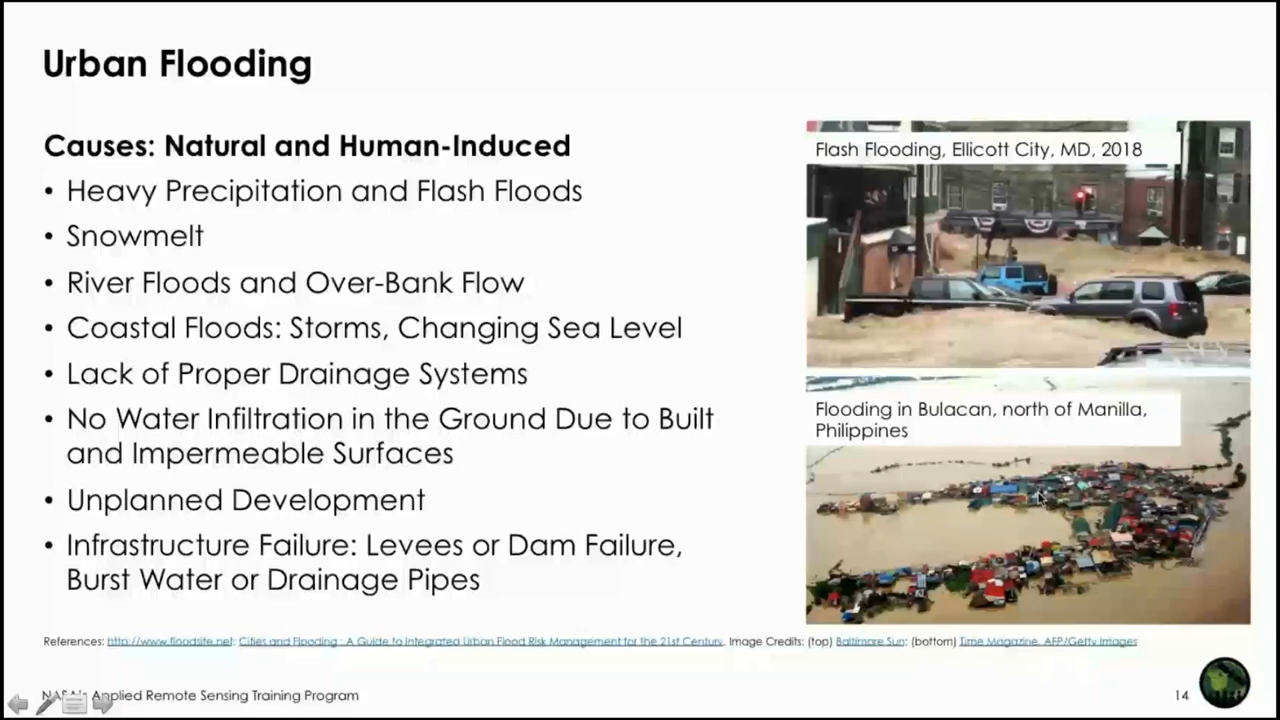 Urban Flooding
Causes: Natural and Human-Induced
• Heavy Precipitation and Flash Floods
• Snowmelt
• River Floods and Over-Bank Flow
• Coastal Floods: Storms, Changing Sea Level
• Lack of Proper Drainage Systems
• No Water Infiltration in the Ground Due to Built
and Impermeable Surfaces
• Unplanned Development
• Infrastructure Failure: Levees or Dam Failure,
Burst Water or Drainage Pipes
Flash Flooding, Ellicott City, MD, 2018
Flooding in Bulacan, north of Manilla,
Philippines
References: http://www.floodsite.net; Cities and Flooding : A Guide to Integrated Urban Flood Risk Management for the 21st Century, Image Credits: (top) Baltimore Sun; (bottom) Time Magazine, AFP/Getty Images
NASA's Applied Remote Sensing Training Program
14